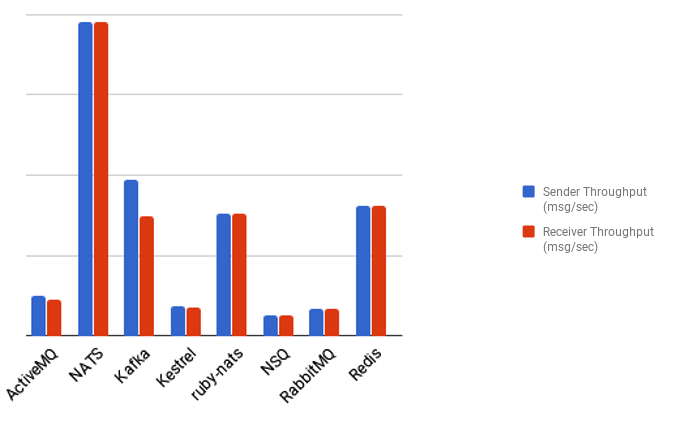 Sender Throughput
(msg/sec)
Receiver Throughput
(msg/sec)
ActiveMQ
NATS
Kafka
Kestrel
ruby-nats
NSQ
RabbitMQ
Redis